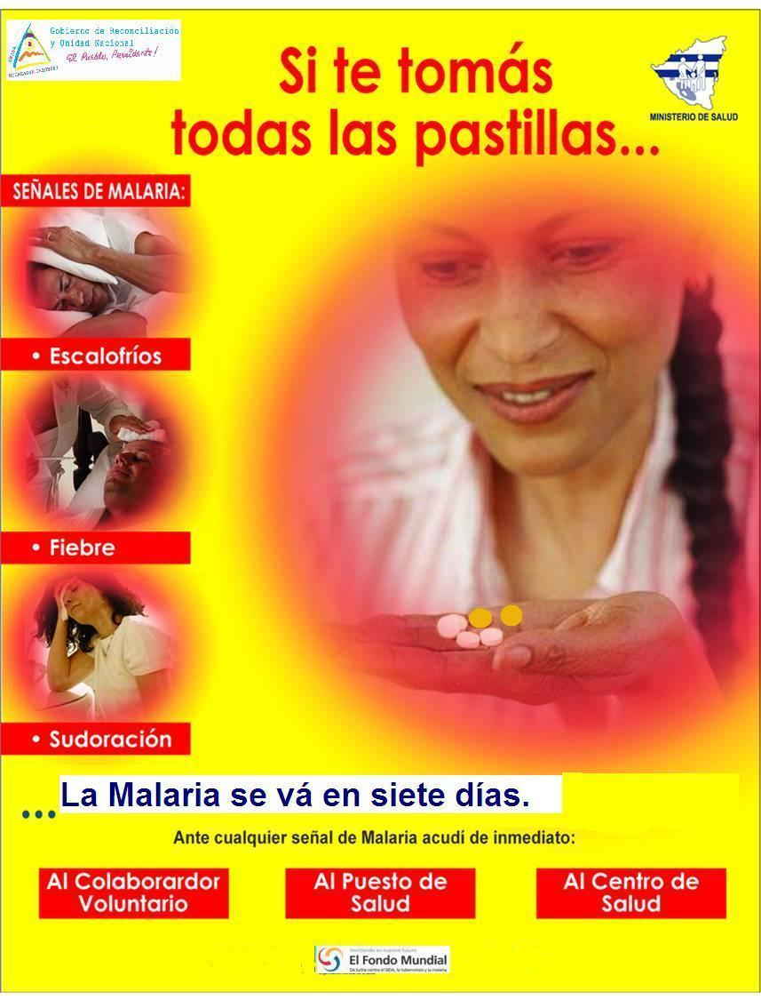 Gobierno de Reconciliación
y Unidad Nacional
El Pueblo, Presidente!
MINISTERIO DE SALUD
Si te tomás
todas las pastillas...
SEÑALES DE MALARIA:
• Escalofríos
• Fiebre
• Sudoración
...La Malaria se vá en siete días.
Ante cualquier señal de Malaria acudí de inmediato:
Al Colaborardor
Voluntario
Al Puesto de
Salud
Al Centro de
Salud
Invirtiendo en nuestro futuro
El Fondo Mundial
De lucha contra el SIDA, la tuberculosis y la malaria